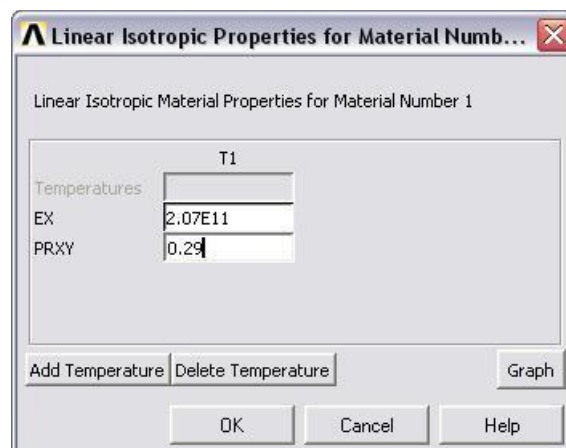 Linear Isotropic Properties for Material Numb...
Linear Isotropic Material Properties for Material Number 1
T1
Temperatures
EX 2.07E11
PRXY 0.29
Add Temperature Delete Temperature Graph
OK Cancel Help